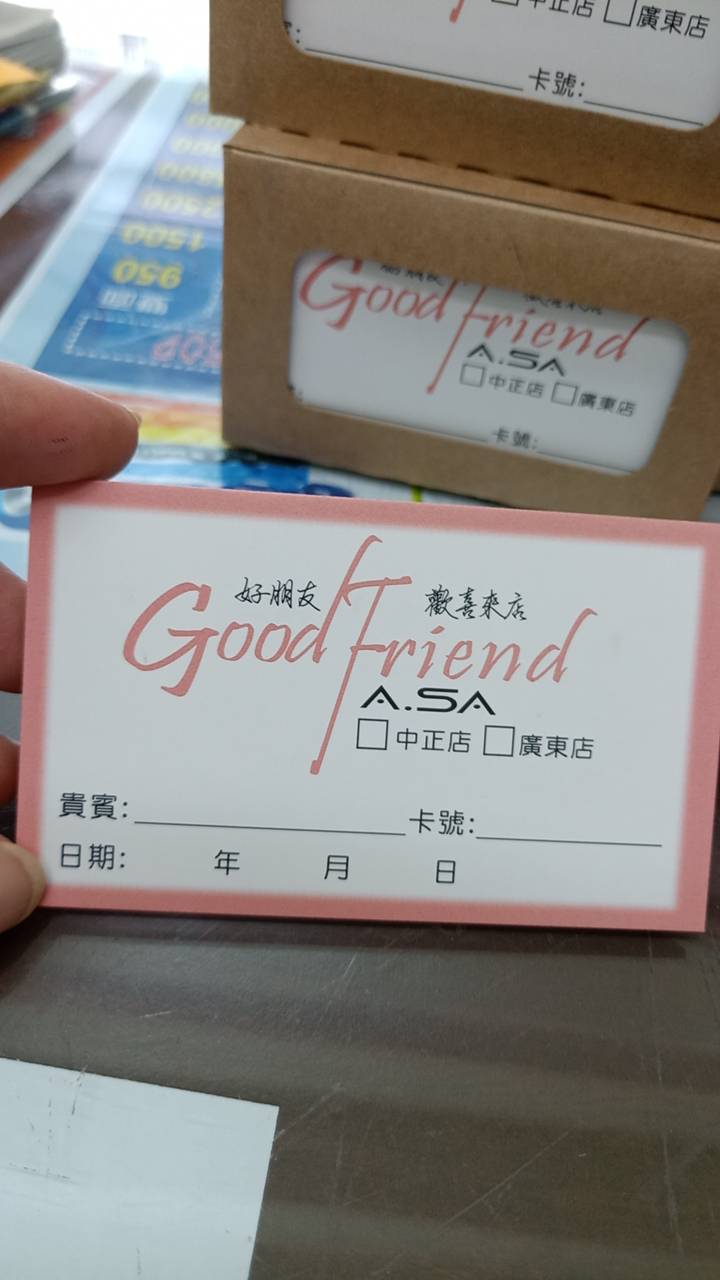 中正店 廣東店
卡號:
950
1500
2500
Good Friend
A.SA
中正店 廣東店
卡號:
好朋友 歡喜來店
Good Friend
A.SA
中正店 廣東店
貴賓: 卡號:
日期: 年 月 日